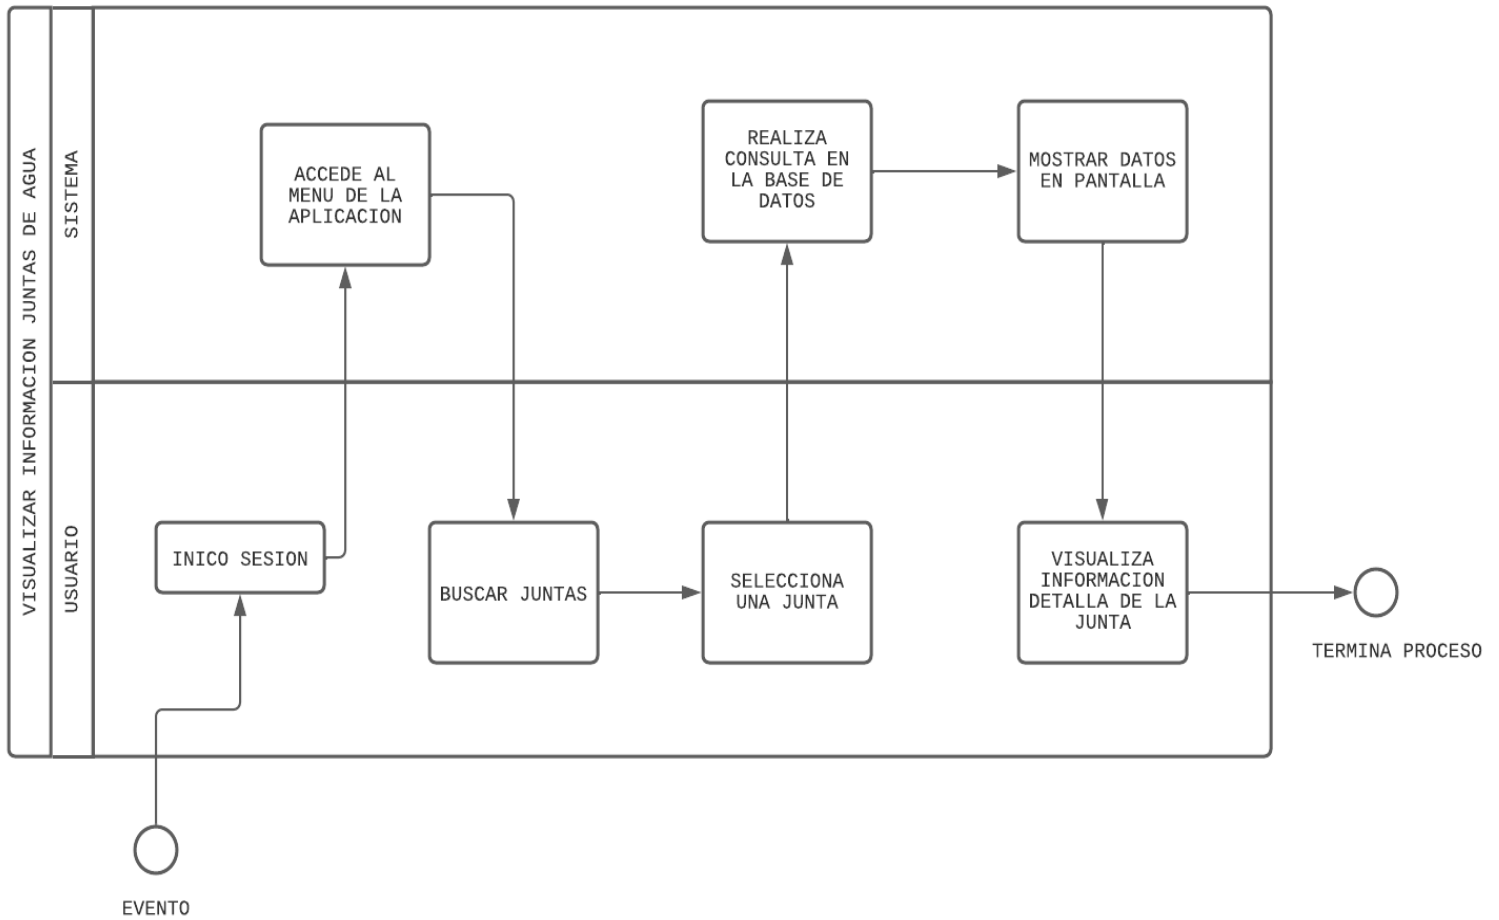 VISUALIZAR INFORMACION JUNTAS DE AGUA
SISTEMA
ACCEDE AL
MENU DE LA
APLICACION
REALIZA
CONSULTA EN
LA BASE DE
DATOS
MOSTRAR DATOS
EN PANTALLA
USUARIO
INICO SESION
BUSCAR JUNTAS
SELECCIONA
UNA JUNTA
VISUALIZA
INFORMACION
DETALLA DE LA
JUNTA
TERMINA PROCESO
EVENTO